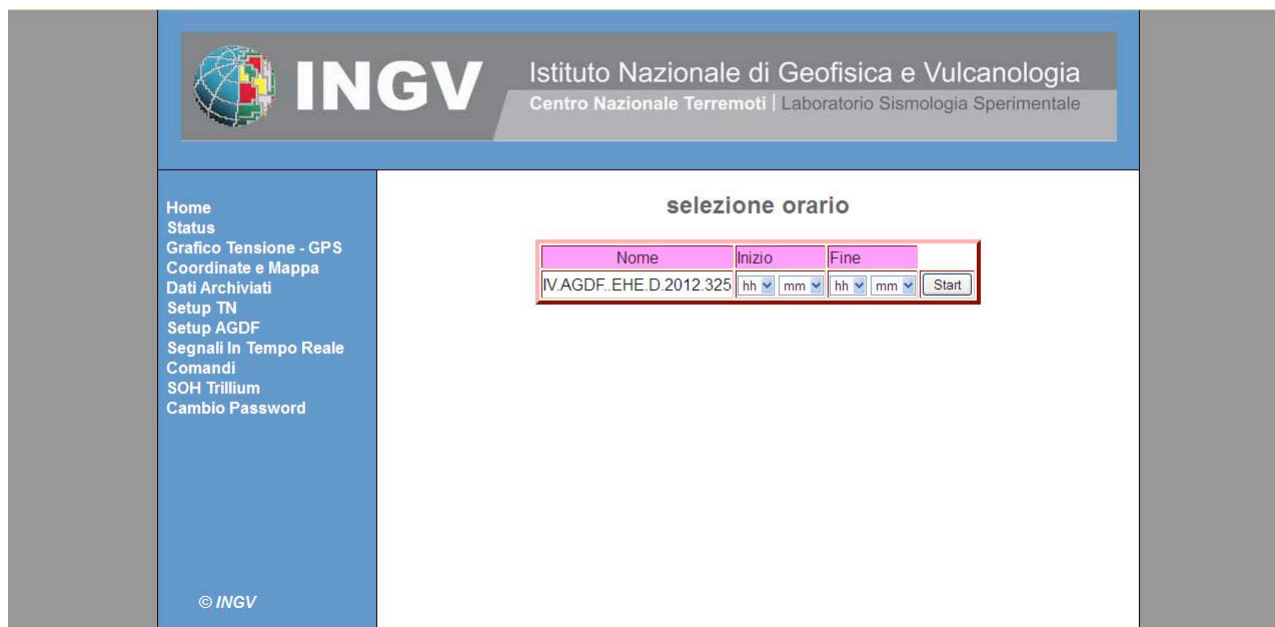 INGV
Istituto Nazionale di Geofisica e Vulcanologia
Centro Nazionale Terremoti | Laboratorio Sismologia Sperimentale
Home
Status
Grafico Tensione - GPS
Coordinate e Mappa
Dati Archiviati
Setup TN
Setup AGDF
Segnali In Tempo Reale
Comandi
SOH Trillium
Cambio Password
© INGV
selezione orario
Nome Inizio Fine
IV.AGDF..EHE.D.2012.325 hh mm hh mm Start